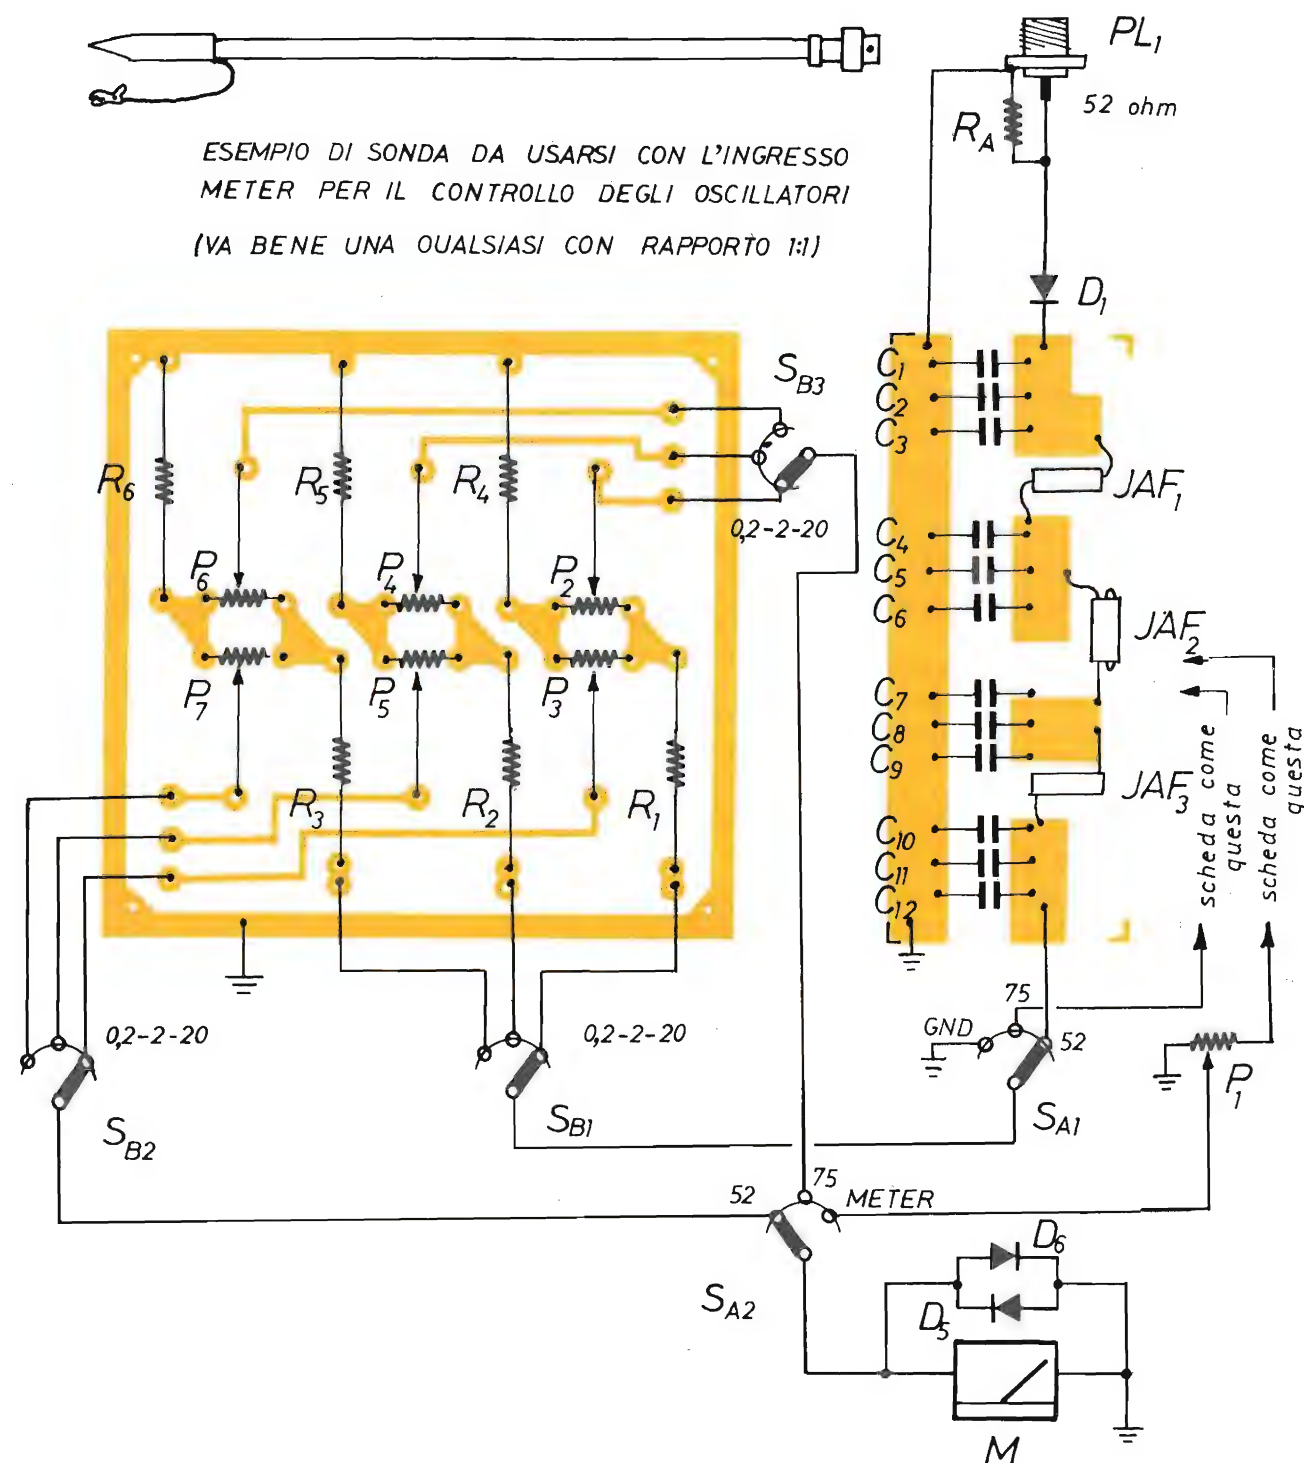 PL1
52 ohm
RA
ESEMPIO DI SONDA DA USARSI CON L'INGRESSO
METER PER IL CONTROLLO DEGLI OSCILLATORI
(VA BENE UNA OUALSIASI CON RAPPORTO 1:1)
D1
SB3
0,2-2-20
R6
R5
R4
P6
P4
P2
P7
P5
P3
R3
R2
R1
C1
C2
C3
JAF1
C4
C5
C6
JAF2
C7
C8
C9
JAF3
C10
C11
C12
scheda come
questa
scheda come
questa
0,2-2-20
SB2
0,2-2-20
SB1
75
GND
52
SA1
P1
52
75
METER
SA2
D6
D5
M